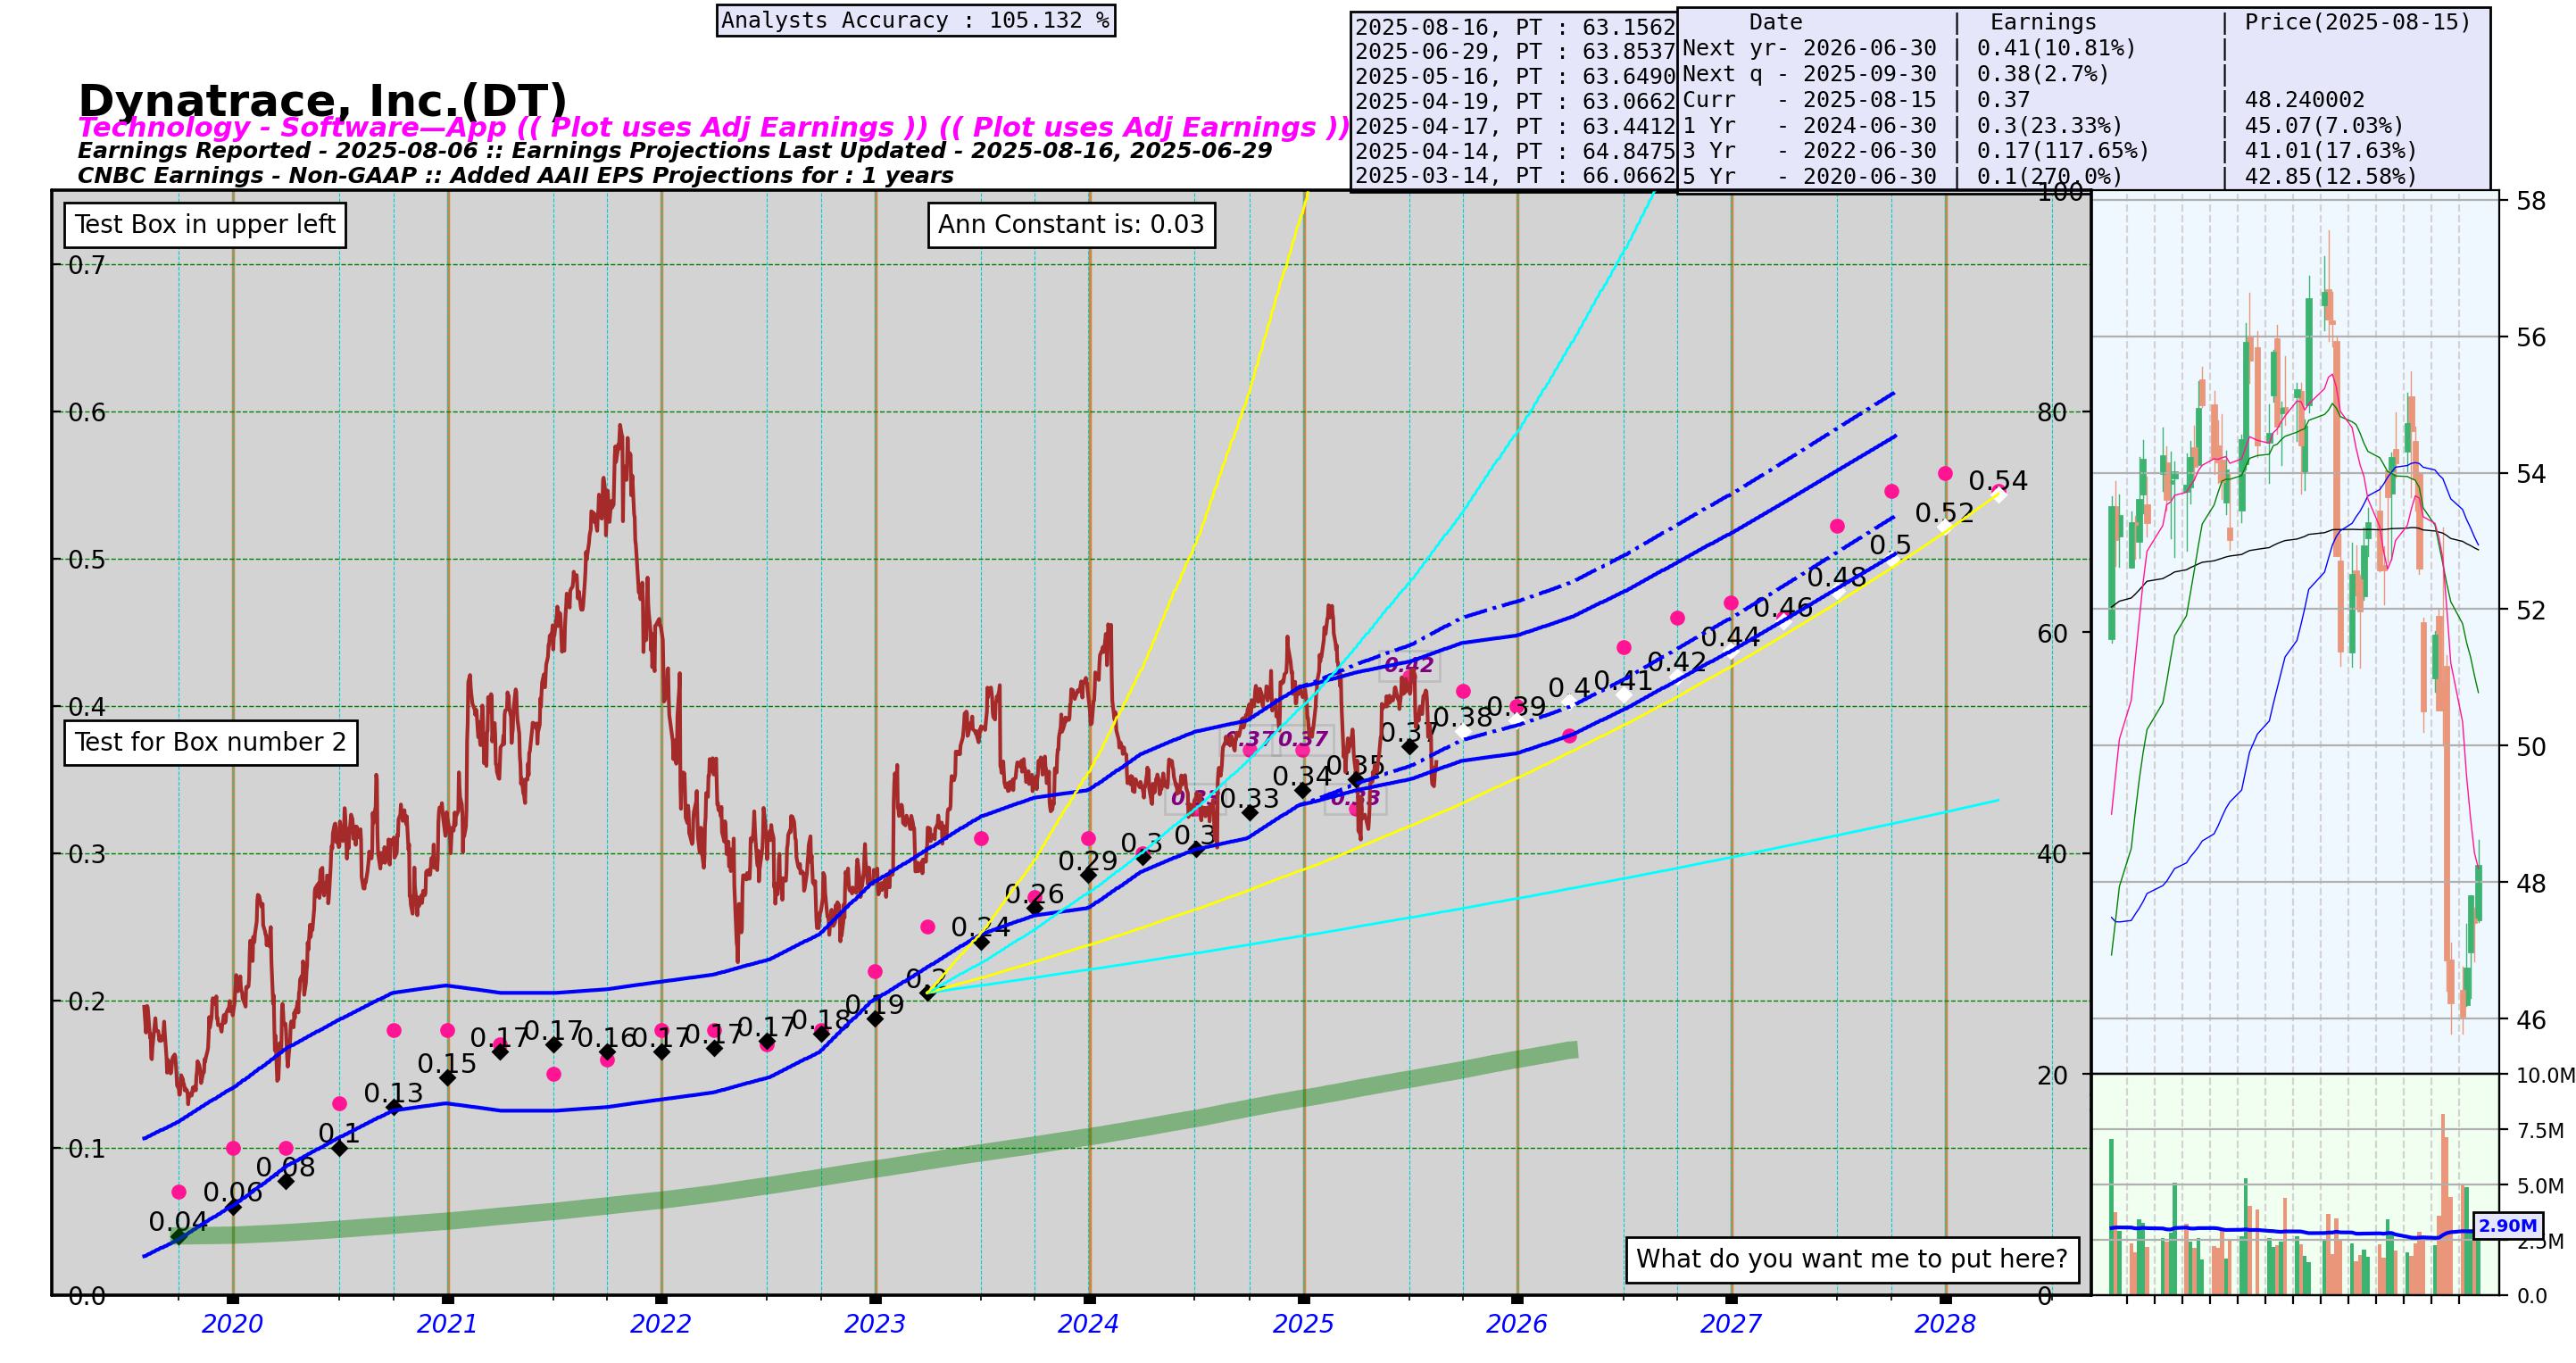 Analysts Accuracy : 105.132 %
Dynatrace, Inc.(DT)
Technology - Software—App (( Plot uses Adj Earnings )) (( Plot uses Adj Earnings ))
Earnings Reported - 2025-08-06 :: Earnings Projections Last Updated - 2025-08-16, 2025-06-29
CNBC Earnings - Non-GAAP :: Added AAII EPS Projections for : 1 years
2025-08-16, PT : 63.1562
2025-06-29, PT : 63.8537
2025-05-16, PT : 63.6490
2025-04-19, PT : 63.0662
2025-04-17, PT : 63.4412
2025-04-14, PT : 64.8475
2025-03-14, PT : 66.0662
Date | Earnings | Price(2025-08-15)
Next yr- 2026-06-30 | 0.41(10.81%) |
Next q - 2025-09-30 | 0.38(2.7%) |
Curr - 2025-08-15 | 0.37 | 48.240002
1 Yr - 2024-06-30 | 0.3(23.33%) | 45.07(7.03%)
3 Yr - 2022-06-30 | 0.17(117.65%) | 41.01(17.63%)
5 Yr - 2020-06-30 | 0.1(270.0%) | 42.85(12.58%)
Test Box in upper left
Ann Constant is: 0.03
Test for Box number 2
What do you want me to put here?
0.7
0.6
0.5
0.4
0.3
0.2
0.1
0.0
0.04
0.06
0.08
0.1
0.13
0.15
0.17
0.17
0.16
0.17
0.17
0.17
0.18
0.19
0.2
0.24
0.26
0.29
0.3
0.3
0.33
0.34
0.35
0.37
0.38
0.39
0.4
0.41
0.42
0.44
0.46
0.48
0.5
0.52
0.54
0.33
0.37
0.37
0.33
0.42
100
80
60
40
20
0
58
56
54
52
50
48
46
10.0M
7.5M
5.0M
2.90M
2.5M
0.0
2020
2021
2022
2023
2024
2025
2026
2027
2028